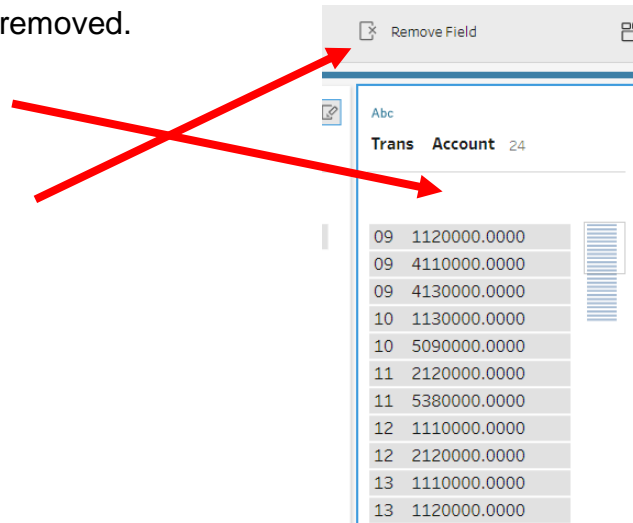 removed.
Remove Field
Abc
Trans Account 24
09 1120000.0000
09 4110000.0000
09 4130000.0000
10 1130000.0000
10 5090000.0000
11 2120000.0000
11 5380000.0000
12 1110000.0000
12 2120000.0000
13 1110000.0000
13 1120000.0000